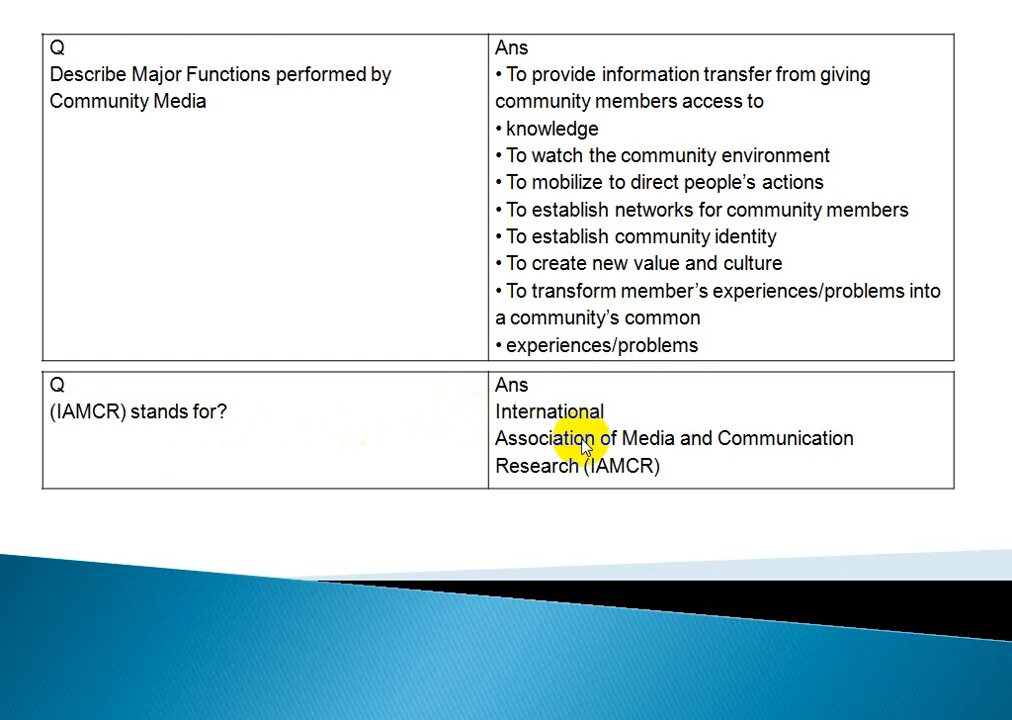 Q
Describe Major Functions performed by
Community Media
Ans
• To provide information transfer from giving
community members access to
• knowledge
• To watch the community environment
• To mobilize to direct people’s actions
• To establish networks for community members
• To establish community identity
• To create new value and culture
• To transform member’s experiences/problems into
a community’s common
• experiences/problems
Q
(IAMCR) stands for?
Ans
International
Association of Media and Communication
Research (IAMCR)